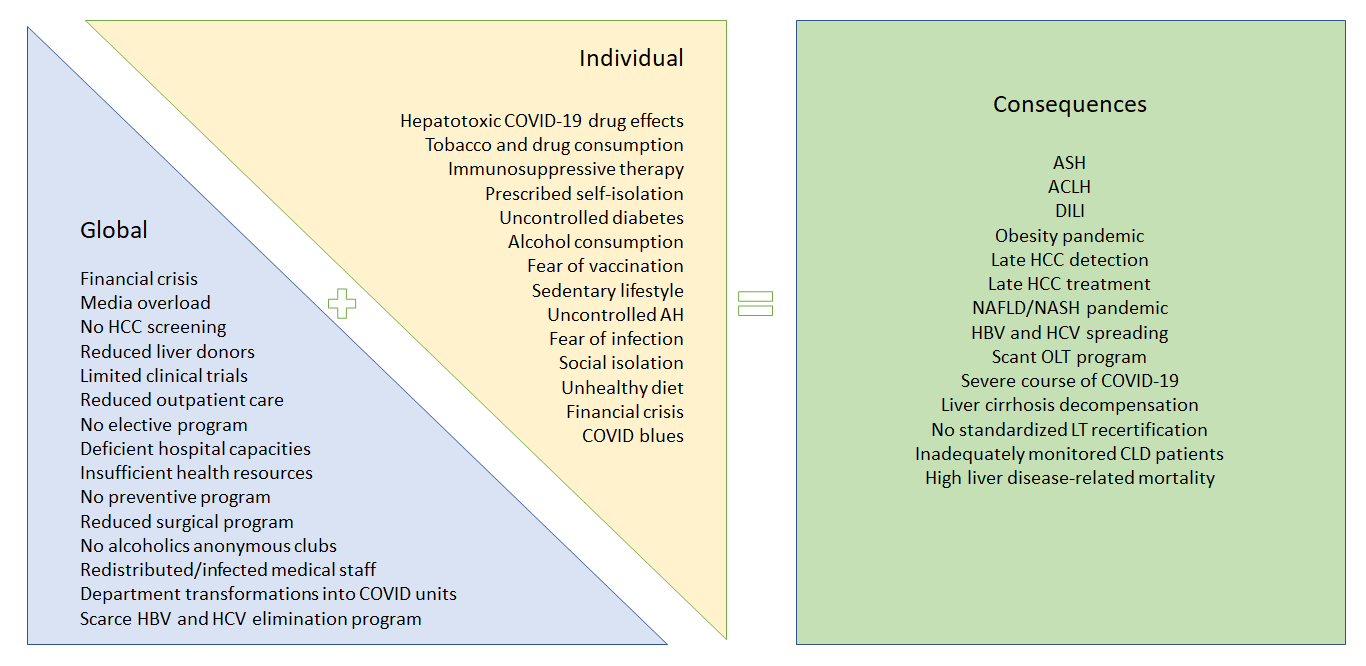 Global
Financial crisis
Media overload
No HCC screening
Reduced liver donors
Limited clinical trials
Reduced outpatient care
No elective program
Deficient hospital capacities
Insufficient health resources
No preventive program
Reduced surgical program
No alcoholics anonymous clubs
Redistributed/infected medical staff
Department transformations into COVID units
Scarce HBV and HCV elimination program
Individual
Hepatotoxic COVID-19 drug effects
Tobacco and drug consumption
Immunosuppressive therapy
Prescribed self-isolation
Uncontrolled diabetes
Alcohol consumption
Fear of vaccination
Sedentary lifestyle
Uncontrolled AH
Fear of infection
Social isolation
Unhealthy diet
Financial crisis
COVID blues
Consequences
ASH
ACLH
DILI
Obesity pandemic
Late HCC detection
Late HCC treatment
NAFLD/NASH pandemic
HBV and HCV spreading
Scant OLT program
Severe course of COVID-19
Liver cirrhosis decompensation
No standardized LT recertification
Inadequately monitored CLD patients
High liver disease-related mortality